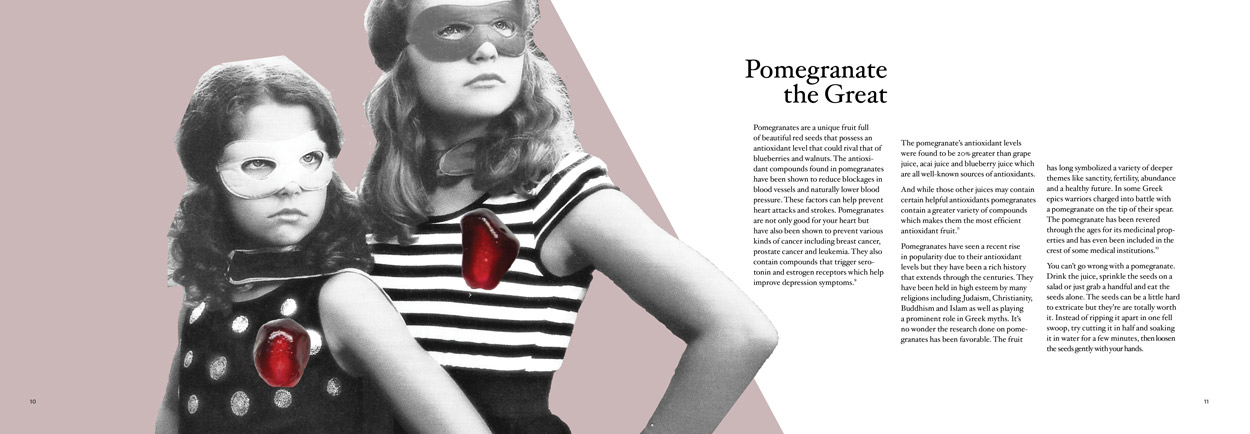 Pomegranate
the Great
Pomegranates are a unique fruit full
of beautiful red seeds that possess an
antioxidant level that could rival that of
blueberries and walnuts. The antioxi-
dant compounds found in pomegranates
have been shown to reduce blockages in
blood vessels and naturally lower blood
pressure. These factors can help prevent
heart attacks and strokes. Pomegranates
are not only good for your heart but
have also been shown to prevent various
kinds of cancer including breast cancer,
prostate cancer and leukemia. They also
contain compounds that trigger sero-
tonin and estrogen receptors which help
improve depression symptoms.
The pomegranate's antioxidant levels
were found to be 20% greater than grape
juice, acai juice and blueberry juice which
are all well-known sources of antioxidants.
And while those other juices may contain
certain helpful antioxidants pomegranates
contain a greater variety of compounds
which makes them the most efficient
antioxidant fruit.
Pomegranates have seen a recent rise
in popularity due to their antioxidant
levels but they have been a rich history
that extends through the centuries. They
have been held in high esteem by many
religions including Judaism, Christianity,
Buddhism and Islam as well as playing
a prominent role in Greek myths. It's
no wonder the research done on pome-
granates has been favorable. The fruit
has long symbolized a variety of deeper
themes like sanctity, fertility, abundance
and a healthy future. In some Greek
epics warriors charged into battle with
a pomegranate on the tip of their spear.
The pomegranate has been revered
through the ages for its medicinal prop-
erties and has even been included in the
crest of some medical institutions.
You can't go wrong with a pomegranate.
Drink the juice, sprinkle the seeds on a
salad or just grab a handful and eat the
seeds alone. The seeds can be a little hard
to extricate but they're are totally worth
it. Instead of ripping it apart in one fell
swoop, try cutting it in half and soaking
it in water for a few minutes, then loosen
the seeds gently with your hands.
10
11